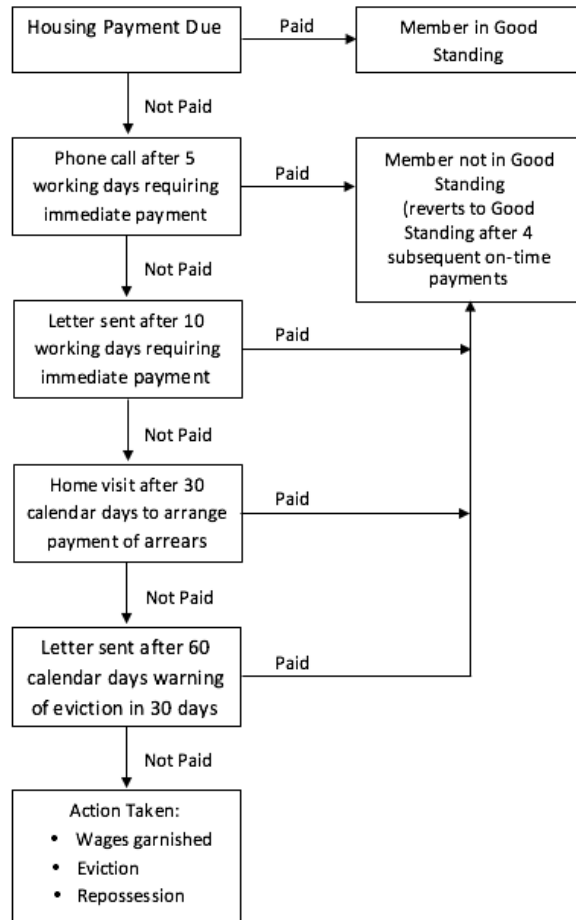 Housing Payment Due
Paid
Member in Good
Standing
Not Paid
Phone call after 5
working days requiring
immediate payment
Paid
Member not in Good
Standing
(reverts to Good
Standing after 4
subsequent on-time
payments
Not Paid
Letter sent after 10
working days requiring
immediate payment
Paid
Not Paid
Home visit after 30
calendar days to arrange
payment of arrears
Paid
Not Paid
Letter sent after 60
calendar days warning
of eviction in 30 days
Paid
Not Paid
Action Taken:
• Wages garnished
• Eviction
• Repossession